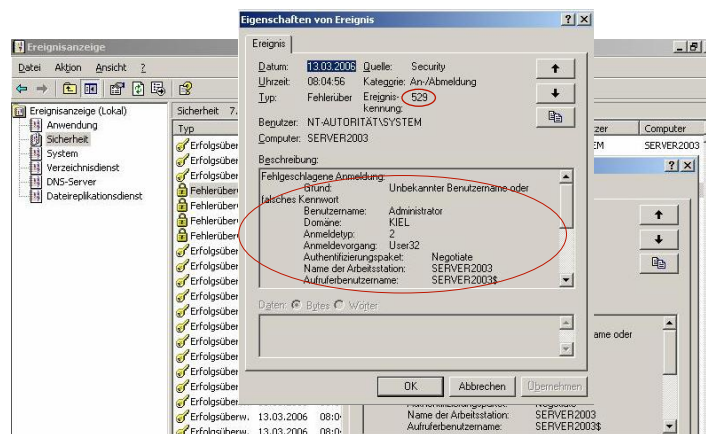 Eigenschaften von Ereignis
Ereignis
Datum: 13.03.2006 Quelle: Security
Uhrzeit: 08:04:56 Kategorie: An-/Abmeldung
Typ: Fehlerüber Ereignis-kennung: 529
Benutzer: NT-AUTORITÄT\SYSTEM
Computer: SERVER2003
Beschreibung:
Fehlgeschlagene Anmeldung:
Grund: Unbekannter Benutzername oder
falsches Kennwort
Benutzername: Administrator
Domäne: KIEL
Anmeldetyp: 2
Anmeldevorgang: User32
Authentifizierungspaket: Negotiate
Name der Arbeitsstation: SERVER2003
Aufruferbenutzername: SERVER2003$
Daten: Bytes Wörter
OK Abbrechen Übernehmen
Ereignisanzeige
Datei Aktion Ansicht ?
Ereignisanzeige (Lokal)
Anwendung
Sicherheit
System
Verzeichnisdienst
DNS-Server
Dateireplikationsdienst
Sicherheit 7.
Typ
Computer
Erfolgsüber
Erfolgsüber
Erfolgsüber
Fehlerüber
Fehlerüber
Fehlerüber
Fehlerüber
Erfolgsüber
Erfolgsüber
Erfolgsüber
Erfolgsüber
Erfolgsüber
Erfolgsüber
Erfolgsüber
Erfolgsüber
Erfolgsüber
Erfolgsüber
Erfolgsüberw. 13.03.2006 08:0
Erfolgsüberw. 13.03.2006 08:0
SERVER2003
ame oder
Name der Arbeitsstation: SERVER2003
Aufruferbenutzername: SERVER2003$